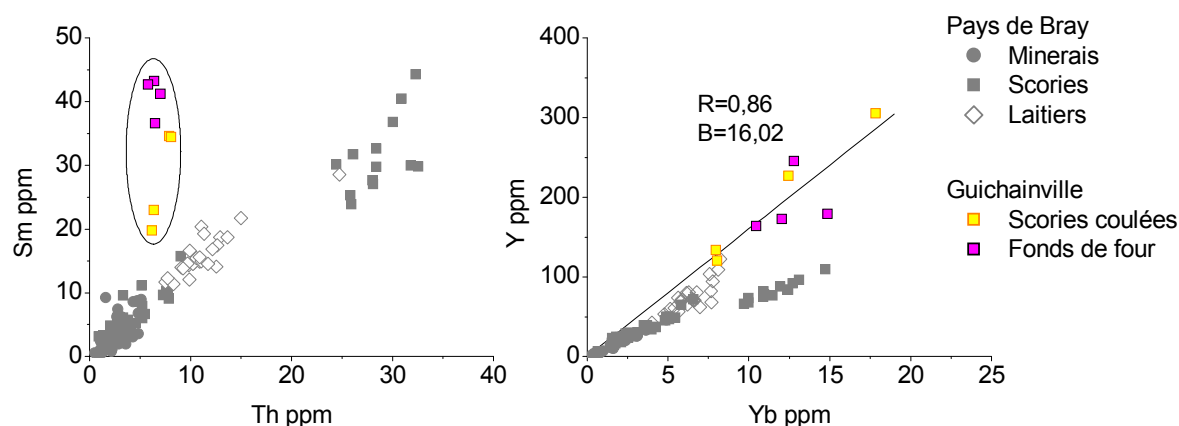 50
40
30
20
10
0
Sm ppm
0
10
20
30
40
Th ppm
400
300
200
100
0
Y ppm
R=0,86
B=16,02
0
5
10
15
20
25
Yb ppm
Pays de Bray
Minerais
Scories
Laitiers
Guichainville
Scories coulées
Fonds de four